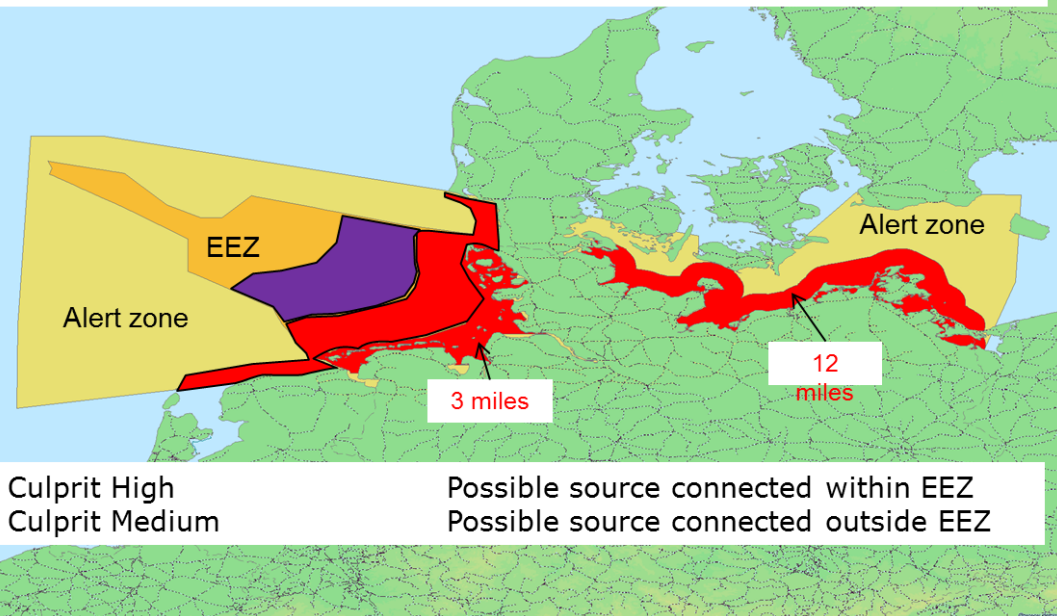 Alert zone
EEZ
Alert zone
12
miles
3 miles
Culprit High Possible source connected within EEZ
Culprit Medium Possible source connected outside EEZ